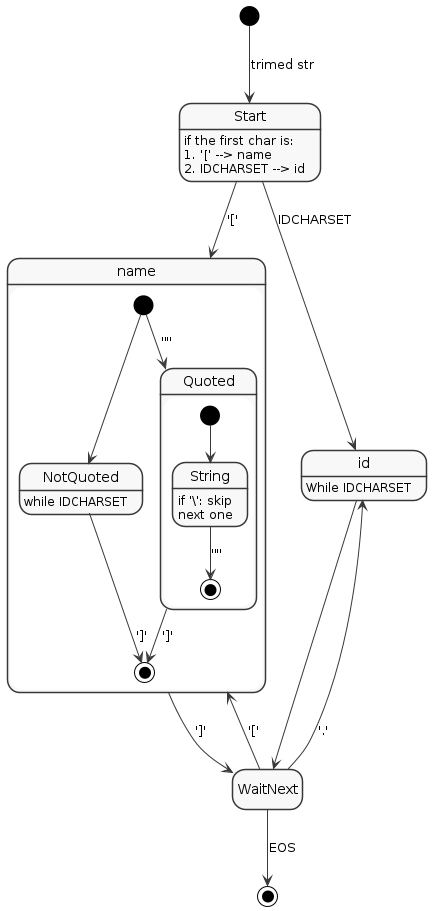 trimed str
Start
if the first char is:
1. '[' --> name
2. IDCHARSET --> id
'['
IDCHARSET
name
'"'
Quoted
NotQuoted
while IDCHARSET
String
if '\': skip
next one
'"'
id
While IDCHARSET
']'
']'
']'
'['
'.'
WaitNext
EOS